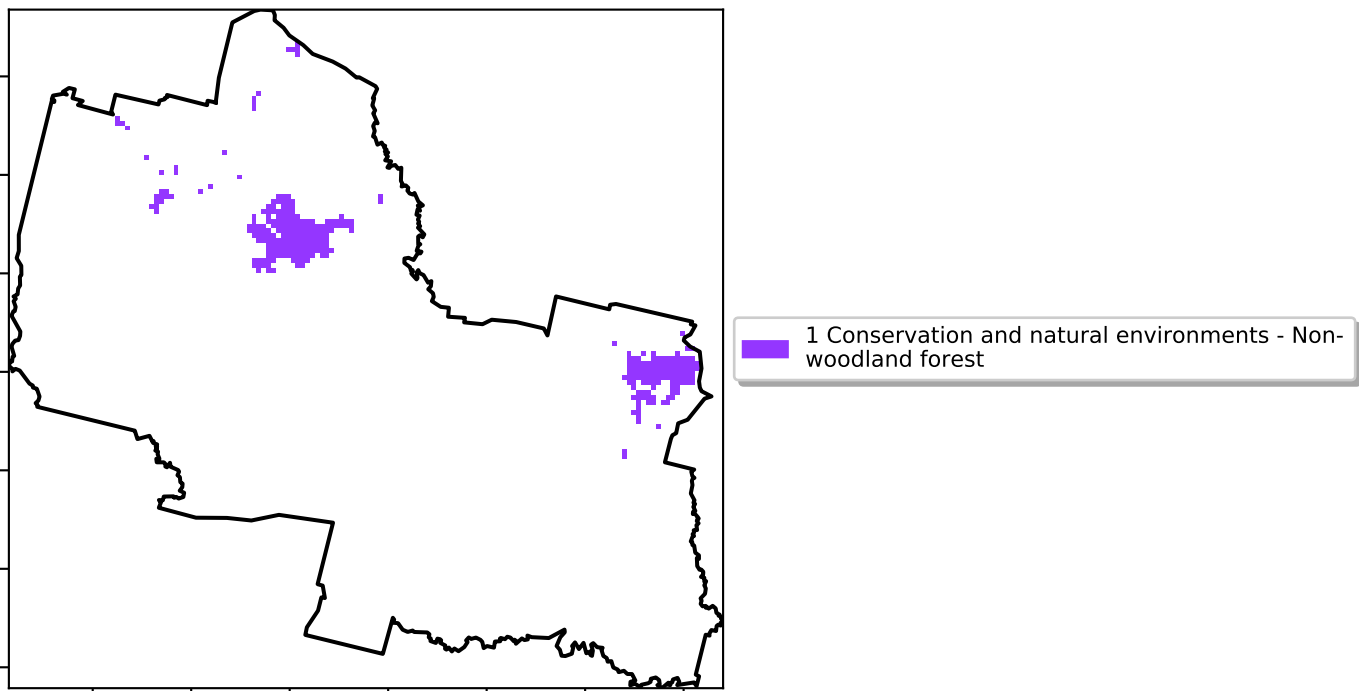 1 Conservation and natural environments - Non-
woodland forest